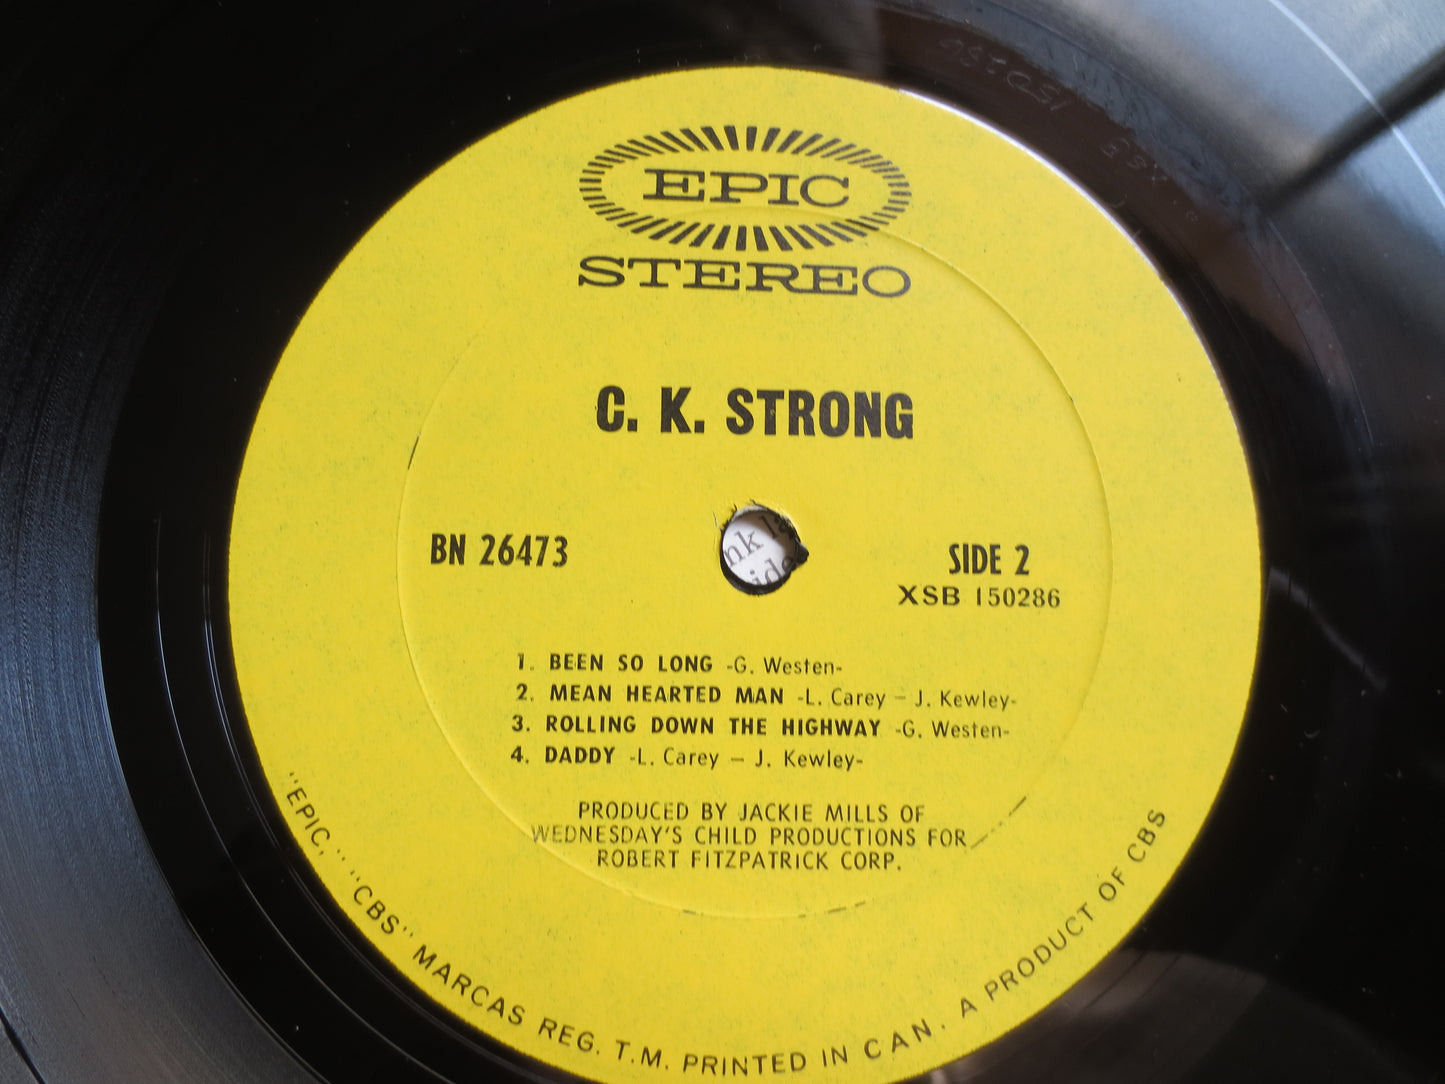 EPIC
STEREO
C. K. STRONG
BN 26473
SIDE 2
XSB 150286
1. BEEN SO LONG -G. Westen-
2. MEAN HEARTED MAN -L. Carey – J. Kewley-
3. ROLLING DOWN THE HIGHWAY -G. Westen-
4. DADDY -L. Carey – J. Kewley-
PRODUCED BY JACKIE MILLS OF
WEDNESDAY'S CHILD PRODUCTIONS FOR
ROBERT FITZPATRICK CORP.
"EPIC," "CBS" MARCAS REG. T.M. PRINTED IN CAN. A PRODUCT OF CBS